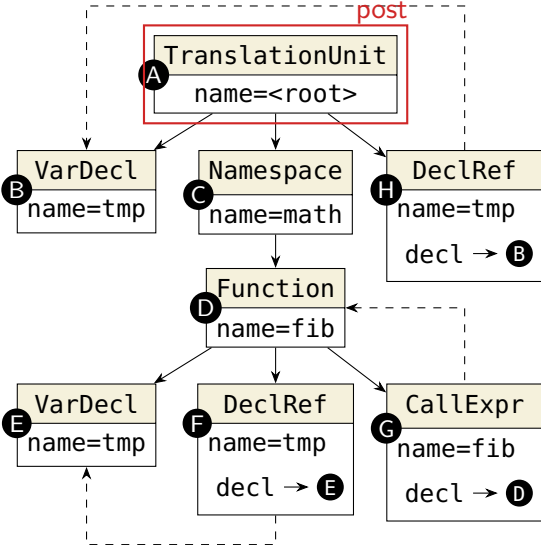 post
TranslationUnit
A
name=<root>
VarDecl
B
name=tmp
Namespace
C
name=math
DeclRef
H
name=tmp
decl → B
Function
D
name=fib
VarDecl
E
name=tmp
DeclRef
F
name=tmp
decl → E
CallExpr
G
name=fib
decl → D